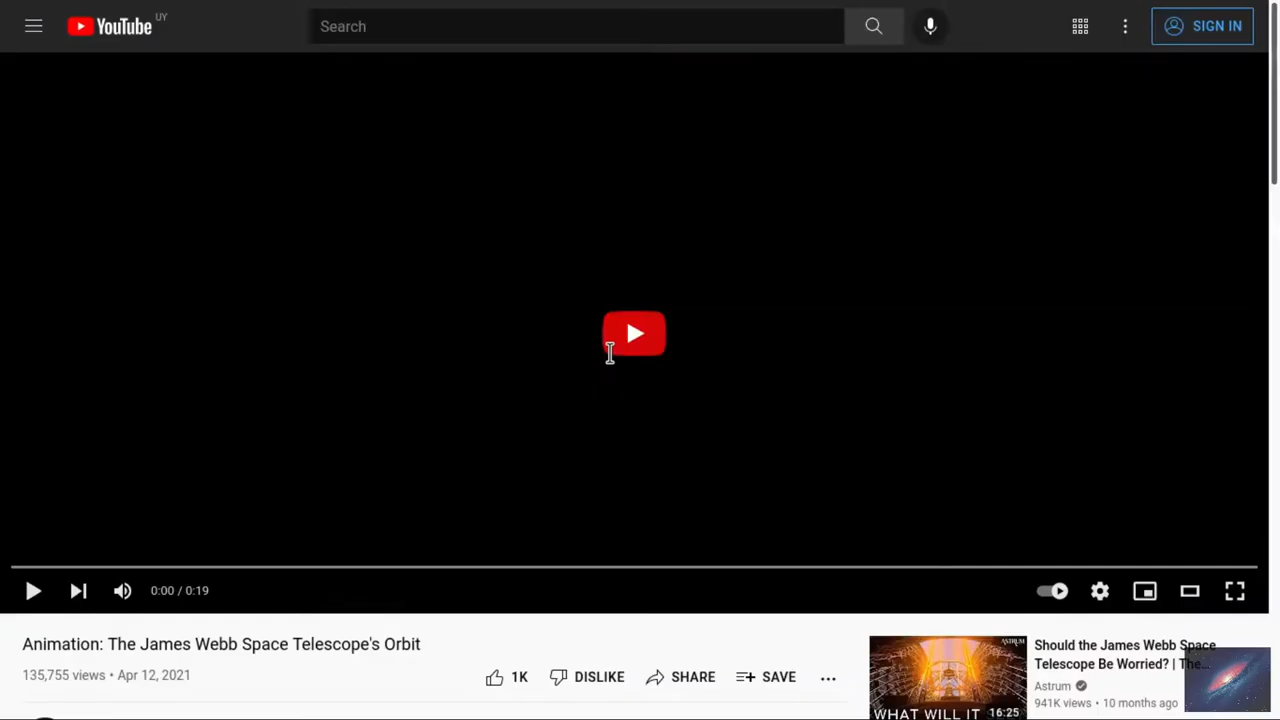 YouTube UY
Search
SIGN IN
0:00 / 0:19
Animation: The James Webb Space Telescope's Orbit
135,755 views • Apr 12, 2021
1K
DISLIKE
SHARE
SAVE
ASTRUM
WHAT WILL IT
16:25
Should the James Webb Space
Telescope Be Worried? | The...
Astrum
941K views • 10 months ago